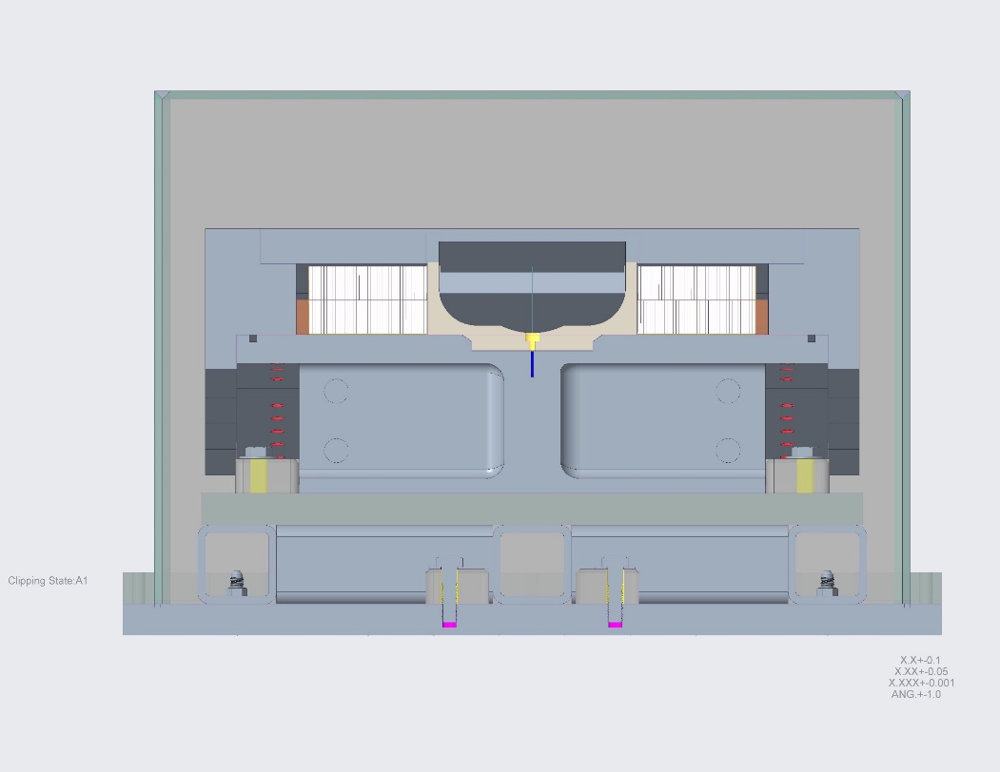 Clipping State:A1
X.X+-0.1
X.XX+-0.05
X.XXX+-0.001
ANG.+-1.0